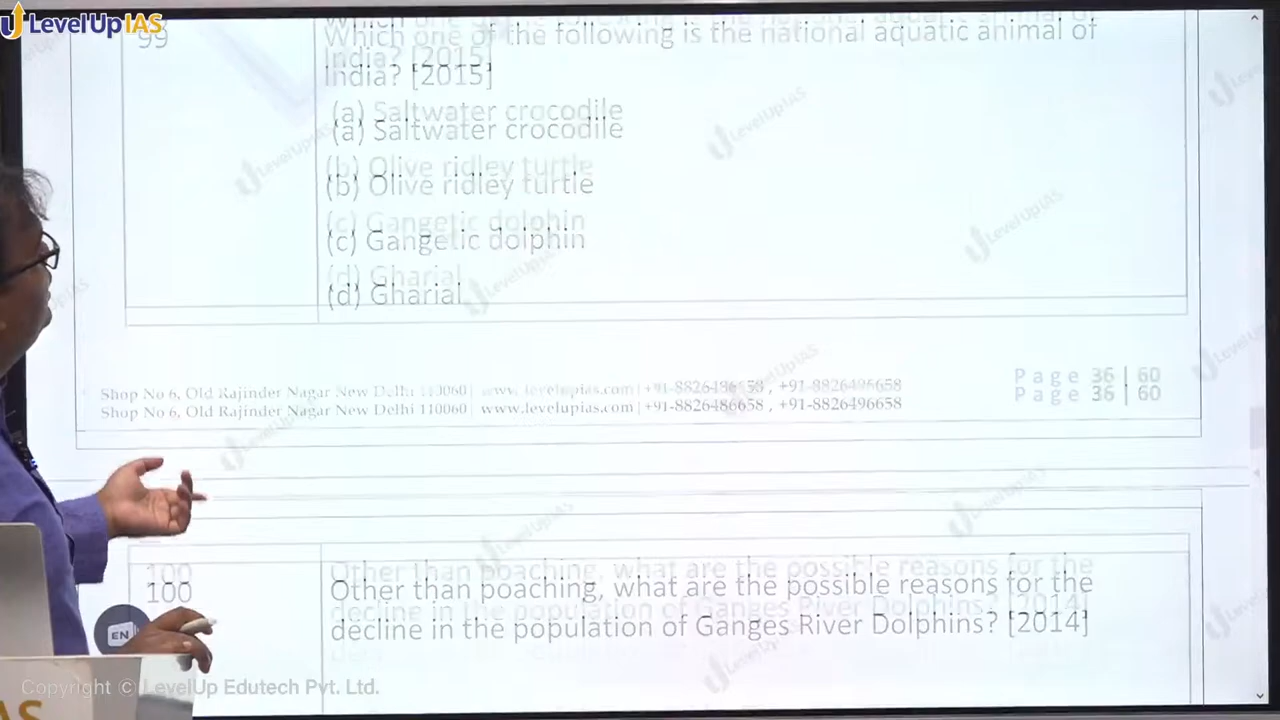 LevelUp IAS
99
Which one of the following is the national aquatic animal of
India? [2015]
(a) Saltwater crocodile
(b) Olive ridley turtle
(c) Gangetic dolphin
(d) Gharial
Shop No 6, Old Rajinder Nagar New Delhi 110060 | www.levelupias.com | +91-8826486658 , +91-8826496658
Page 36 | 60
100
Other than poaching, what are the possible reasons for the
decline in the population of Ganges River Dolphins? [2014]
EN
Copyright © LevelUp Edutech Pvt. Ltd.
AS